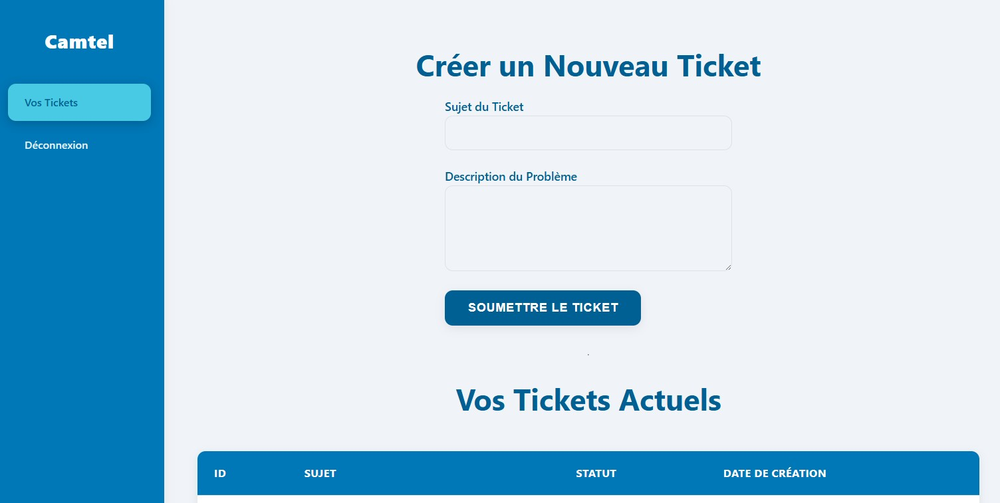 Camtel
Vos Tickets
Déconnexion
Créer un Nouveau Ticket
Sujet du Ticket
Description du Problème
SOUMETTRE LE TICKET
.
Vos Tickets Actuels
ID SUJET STATUT DATE DE CRÉATION